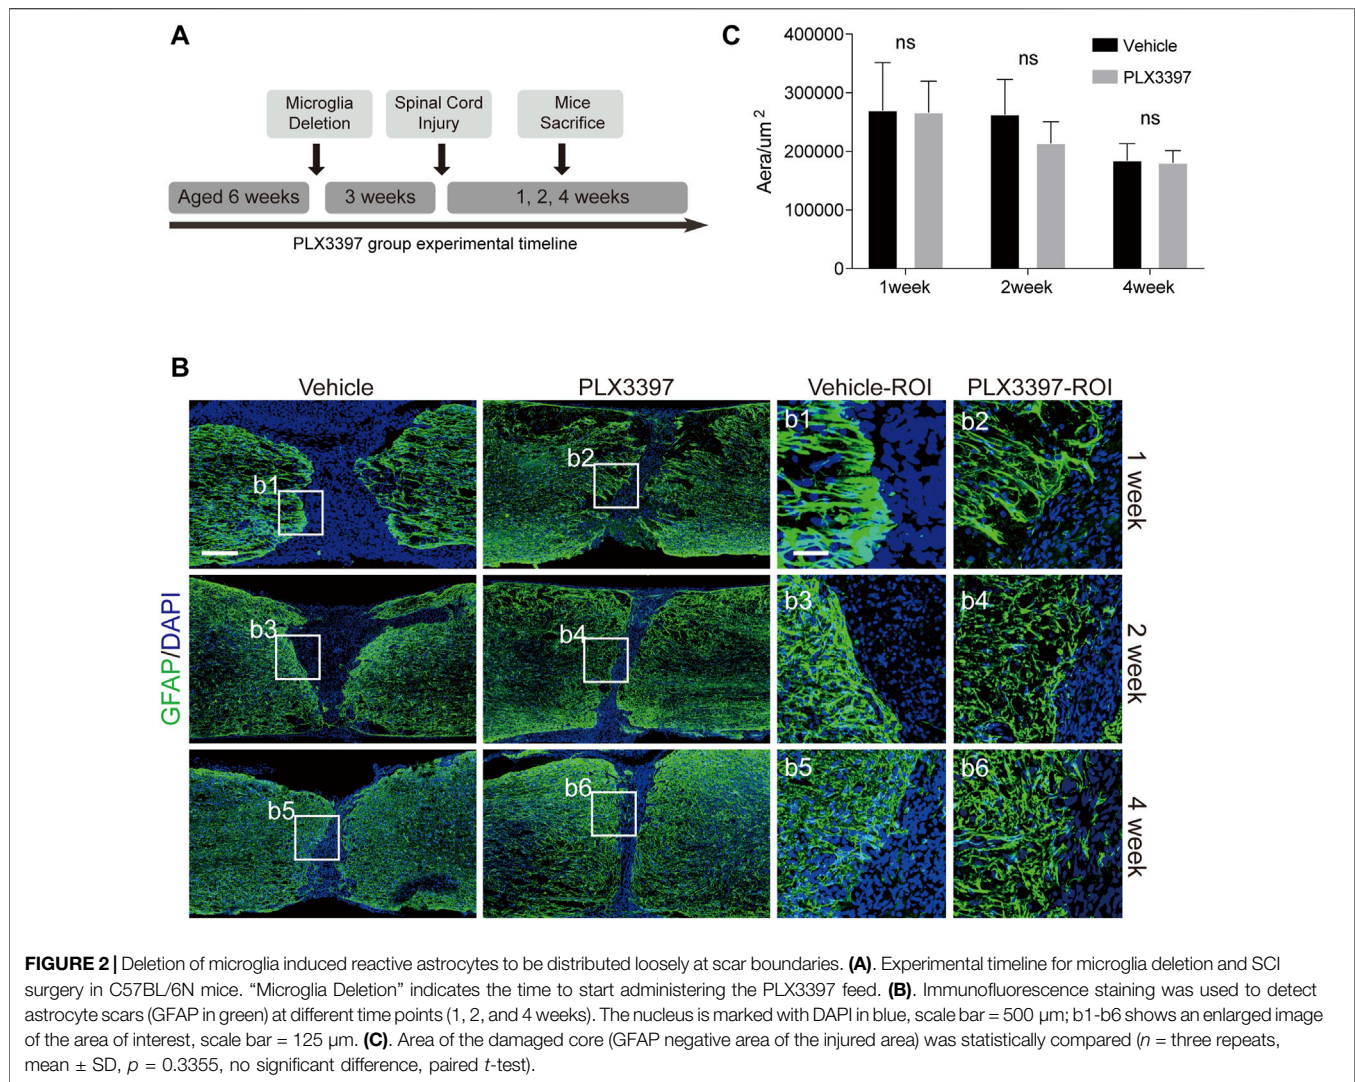 A
Microglia
Deletion
Spinal Cord
Injury
Mice
Sacrifice
Aged 6 weeks
3 weeks
1, 2, 4 weeks
PLX3397 group experimental timeline
C
Aera/um 2
400000
300000
200000
100000
0
ns
ns
ns
Vehicle
PLX3397
1week
2week
4week
B
Vehicle
PLX3397
Vehicle-ROI
PLX3397-ROI
GFAP/DAPI
b1
b2
b1
b2
1 week
b3
b4
b3
b4
2 week
b5
b6
b5
b6
4 week
FIGURE 2 | Deletion of microglia induced reactive astrocytes to be distributed loosely at scar boundaries. (A). Experimental timeline for microglia deletion and SCI
surgery in C57BL/6N mice. “Microglia Deletion” indicates the time to start administering the PLX3397 feed. (B). Immunofluorescence staining was used to detect
astrocyte scars (GFAP in green) at different time points (1, 2, and 4 weeks). The nucleus is marked with DAPI in blue, scale bar = 500 μm; b1-b6 shows an enlarged image
of the area of interest, scale bar = 125 μm. (C). Area of the damaged core (GFAP negative area of the injured area) was statistically compared (n = three repeats,
mean ± SD, p = 0.3355, no significant difference, paired t-test).